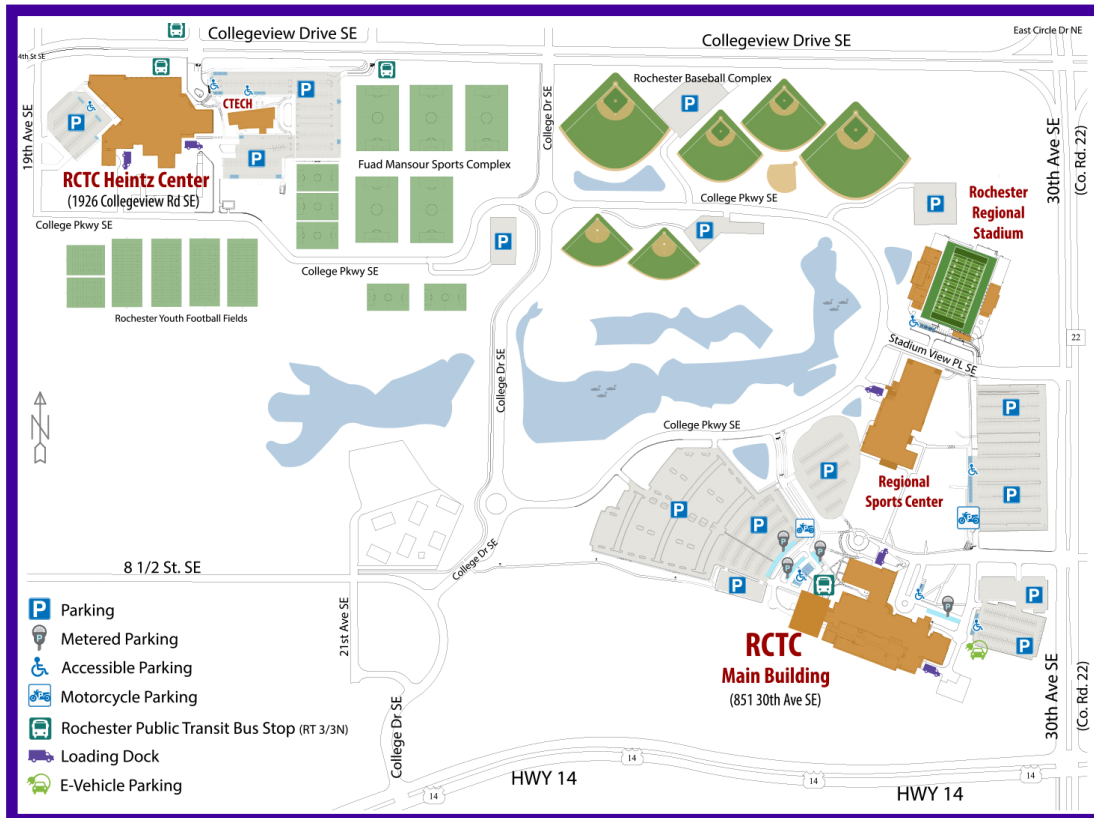 Collegeview Drive SE
Collegeview Drive SE
East Circle Dr NE
4th St SE
19th Ave SE
P
P
P
P
CTECH
RCTC Heintz Center
(1926 Collegeview Rd SE)
College Pkwy SE
College Pkwy SE
Rochester Youth Football Fields
Fuad Mansour Sports Complex
College Dr SE
Rochester Baseball Complex
P
College Pkwy SE
P
P
P
30th Ave SE
(Co. Rd. 22)
Rochester
Regional
Stadium
22
Stadium View PL SE
College Dr SE
College Pkwy SE
P
P
P
P
P
P
Regional
Sports Center
P
P
P
P
P
P
P
College Dr SE
8 1/2 St. SE
21st Ave SE
RCTC
Main Building
(851 30th Ave SE)
30th Ave SE
(Co. Rd. 22)
College Dr SE
HWY 14
HWY 14
14
14
14
14
P Parking
P Metered Parking
Accessible Parking
Motorcycle Parking
Rochester Public Transit Bus Stop (RT 3/3N)
Loading Dock
E-Vehicle Parking